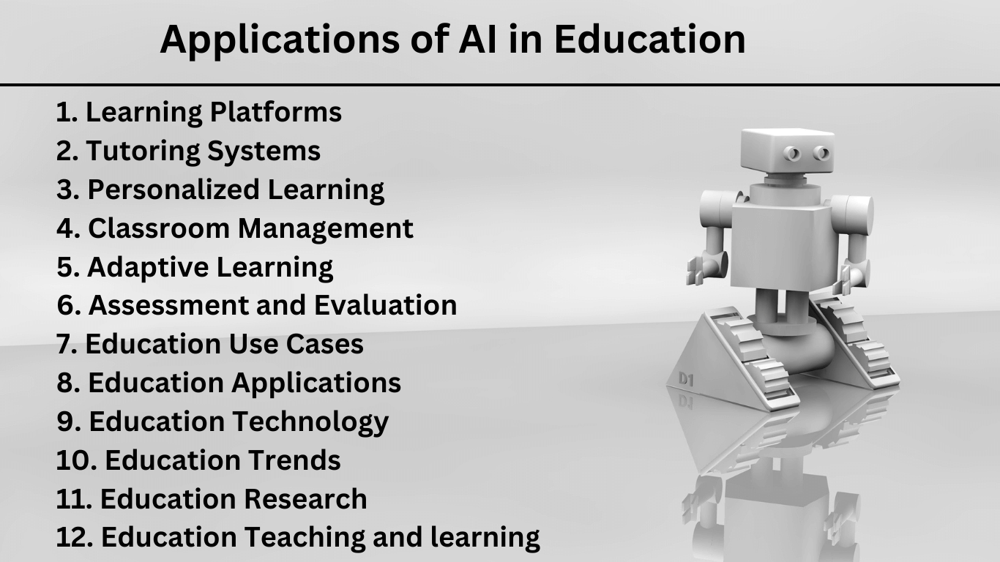 Applications of AI in Education
1. Learning Platforms
2. Tutoring Systems
3. Personalized Learning
4. Classroom Management
5. Adaptive Learning
6. Assessment and Evaluation
7. Education Use Cases
8. Education Applications
9. Education Technology
10. Education Trends
11. Education Research
12. Education Teaching and learning
D1